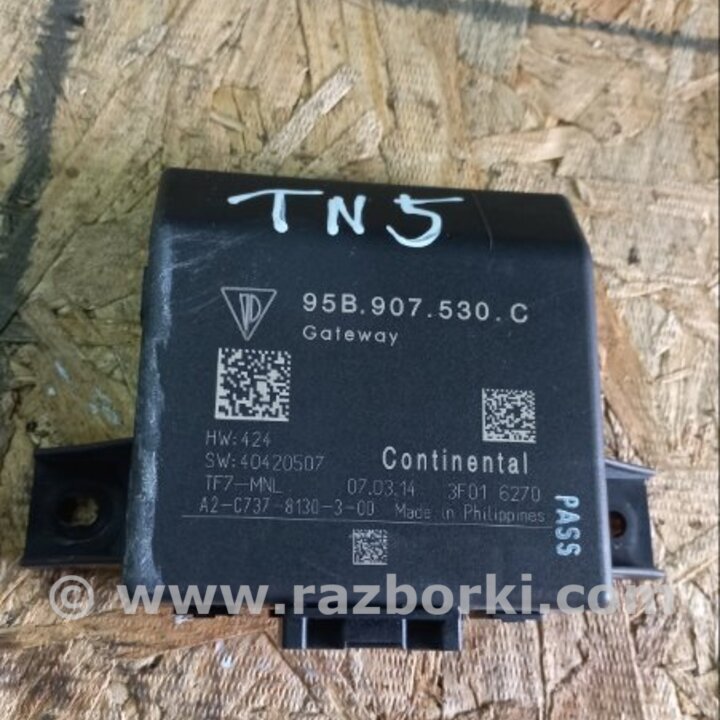 TN5
95B.907.530.C
Gateway
HW:424
SW:40420507
Continental
TF7-MNL 07.03.14 3F01 6270
A2-C737-8130-3-00 Made in Philippines
PASS
© www.razborki.com